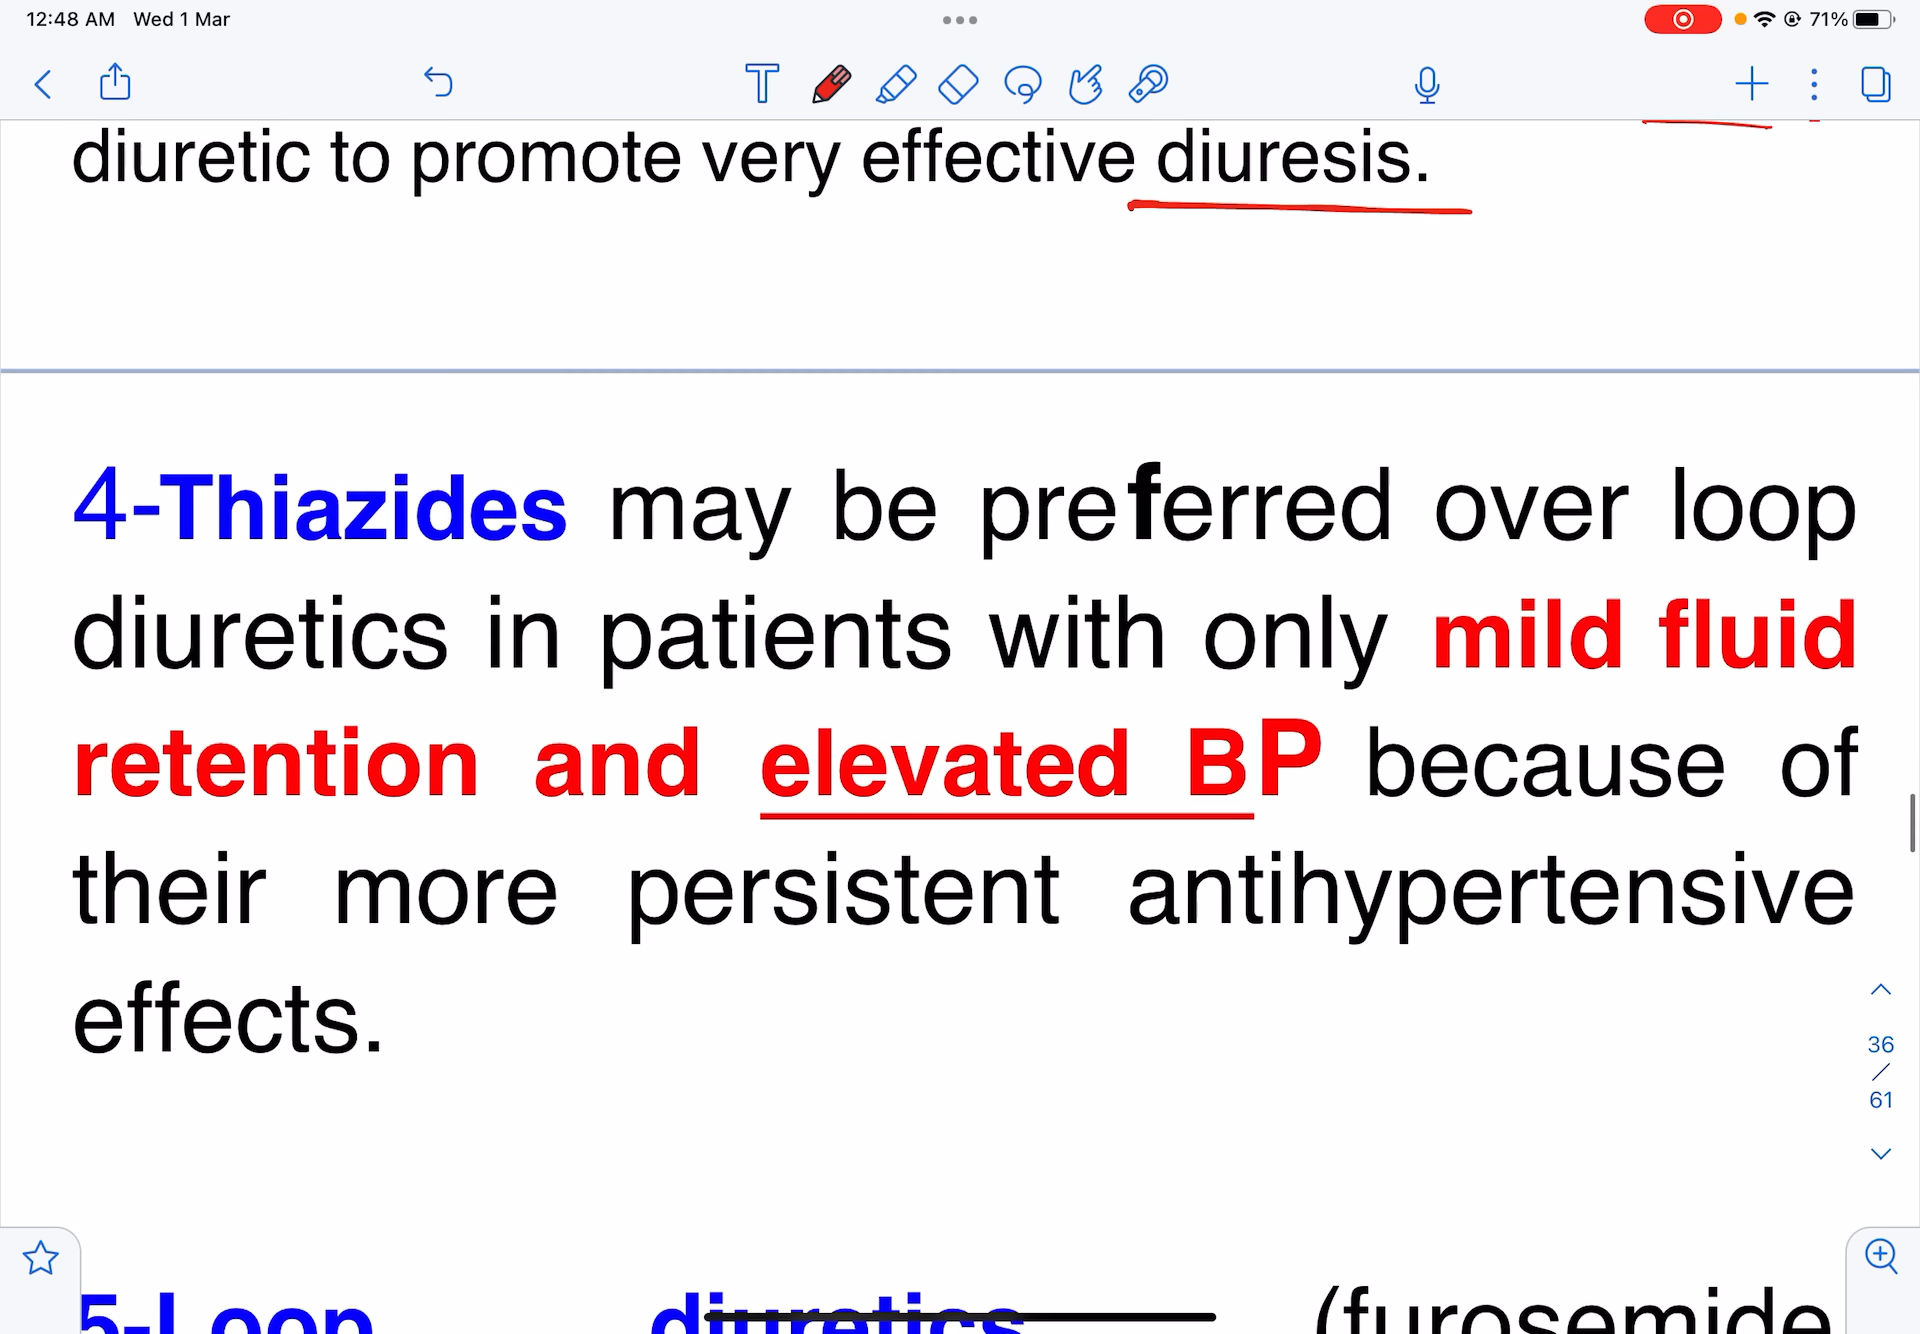 12:48 AM Wed 1 Mar
71%
diuretic to promote very effective diuresis.
4-Thiazides may be preferred over loop
diuretics in patients with only mild fluid
retention and elevated BP because of
their more persistent antihypertensive
effects.
36
/
61
5-Loop diuretics (furosemide